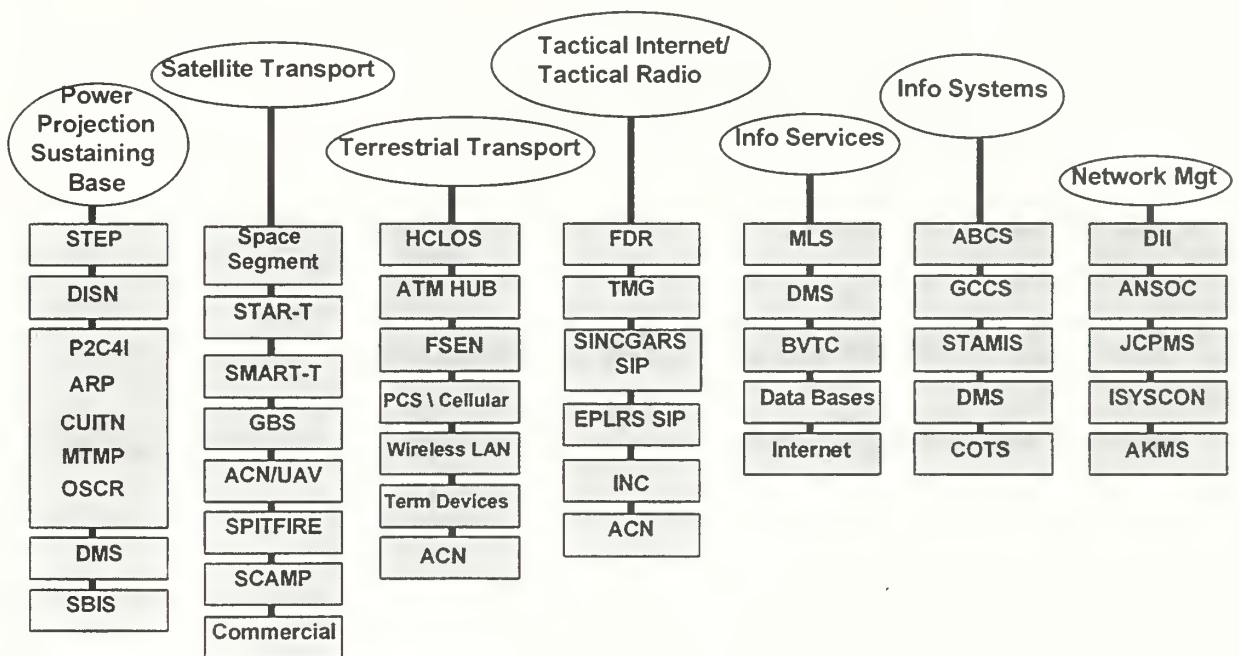 Power
Projection
Sustaining
Base
STEP
DISN
P2C4I
ARP
CUITN
MTMP
OSCR
DMS
SBIS
Satellite Transport
Space
Segment
STAR-T
SMART-T
GBS
ACN/UAV
SPITFIRE
SCAMP
Commercial
Terrestrial Transport
HCLOS
ATM HUB
FSEN
PCS \ Cellular
Wireless LAN
Term Devices
ACN
Tactical Internet/
Tactical Radio
FDR
TMG
SINCGARS
SIP
EPLRS SIP
INC
ACN
Info Services
MLS
DMS
BVTC
Data Bases
Internet
Info Systems
ABCS
GCCS
STAMIS
DMS
COTS
Network Mgt
DII
ANSOC
JCPMS
ISYSCON
AKMS